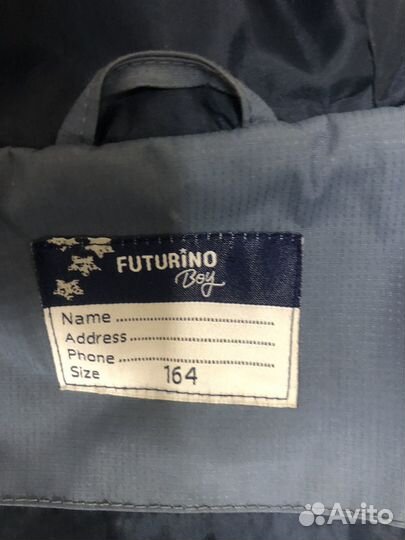 FUTURiNO
Boy
Name
Address
Phone
Size 164
Avito